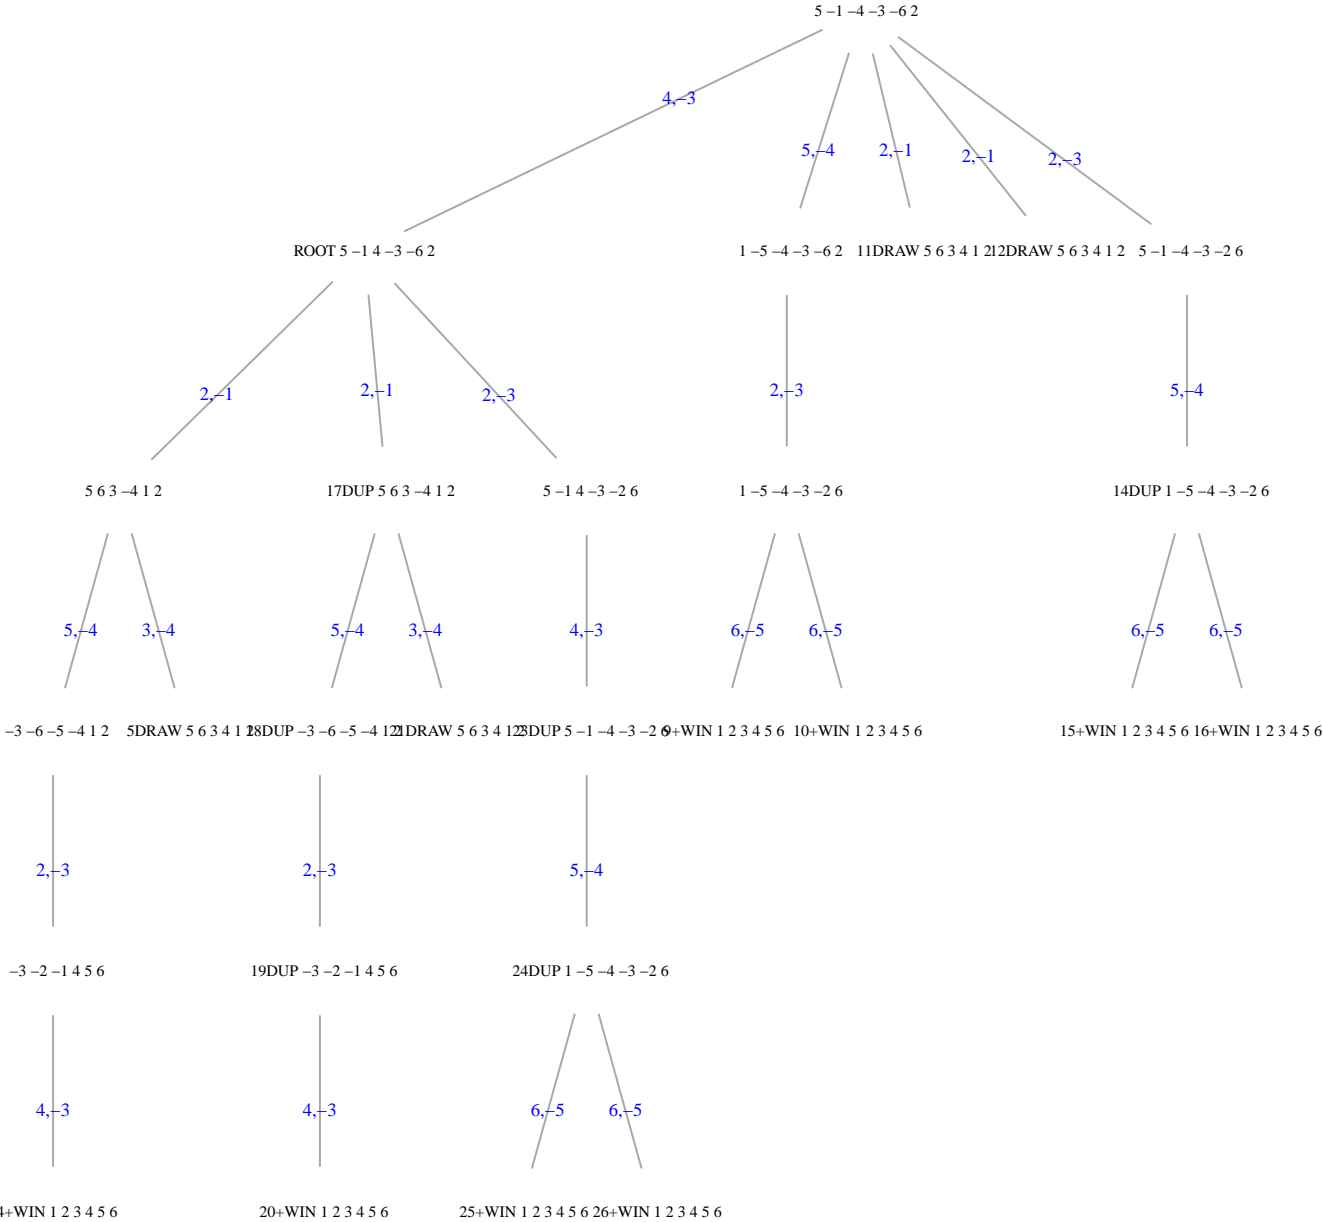 5 −1 −4 −3 −6 2
4,−3
5,−4
2,−1
2,−1
2,−3
ROOT 5 −1 4 −3 −6 2
1 −5 −4 −3 −6 2
11DRAW 5 6 3 4 1 2
12DRAW 5 6 3 4 1 2
5 −1 −4 −3 −2 6
2,−1
2,−1
2,−3
2,−3
5,−4
5 6 3 −4 1 2
17DUP 5 6 3 −4 1 2
5 −1 4 −3 −2 6
1 −5 −4 −3 −2 6
14DUP 1 −5 −4 −3 −2 6
5,−4
3,−4
5,−4
3,−4
4,−3
6,−5
6,−5
6,−5
6,−5
−3 −6 −5 −4 1 2
5DRAW 5 6 3 4 1 2
18DUP −3 −6 −5 −4 1 2
21DRAW 5 6 3 4 1 2
23DUP 5 −1 −4 −3 −2 6
9+WIN 1 2 3 4 5 6
10+WIN 1 2 3 4 5 6
15+WIN 1 2 3 4 5 6
16+WIN 1 2 3 4 5 6
2,−3
2,−3
5,−4
−3 −2 −1 4 5 6
19DUP −3 −2 −1 4 5 6
24DUP 1 −5 −4 −3 −2 6
4,−3
4,−3
6,−5
6,−5
4+WIN 1 2 3 4 5 6
20+WIN 1 2 3 4 5 6
25+WIN 1 2 3 4 5 6
26+WIN 1 2 3 4 5 6